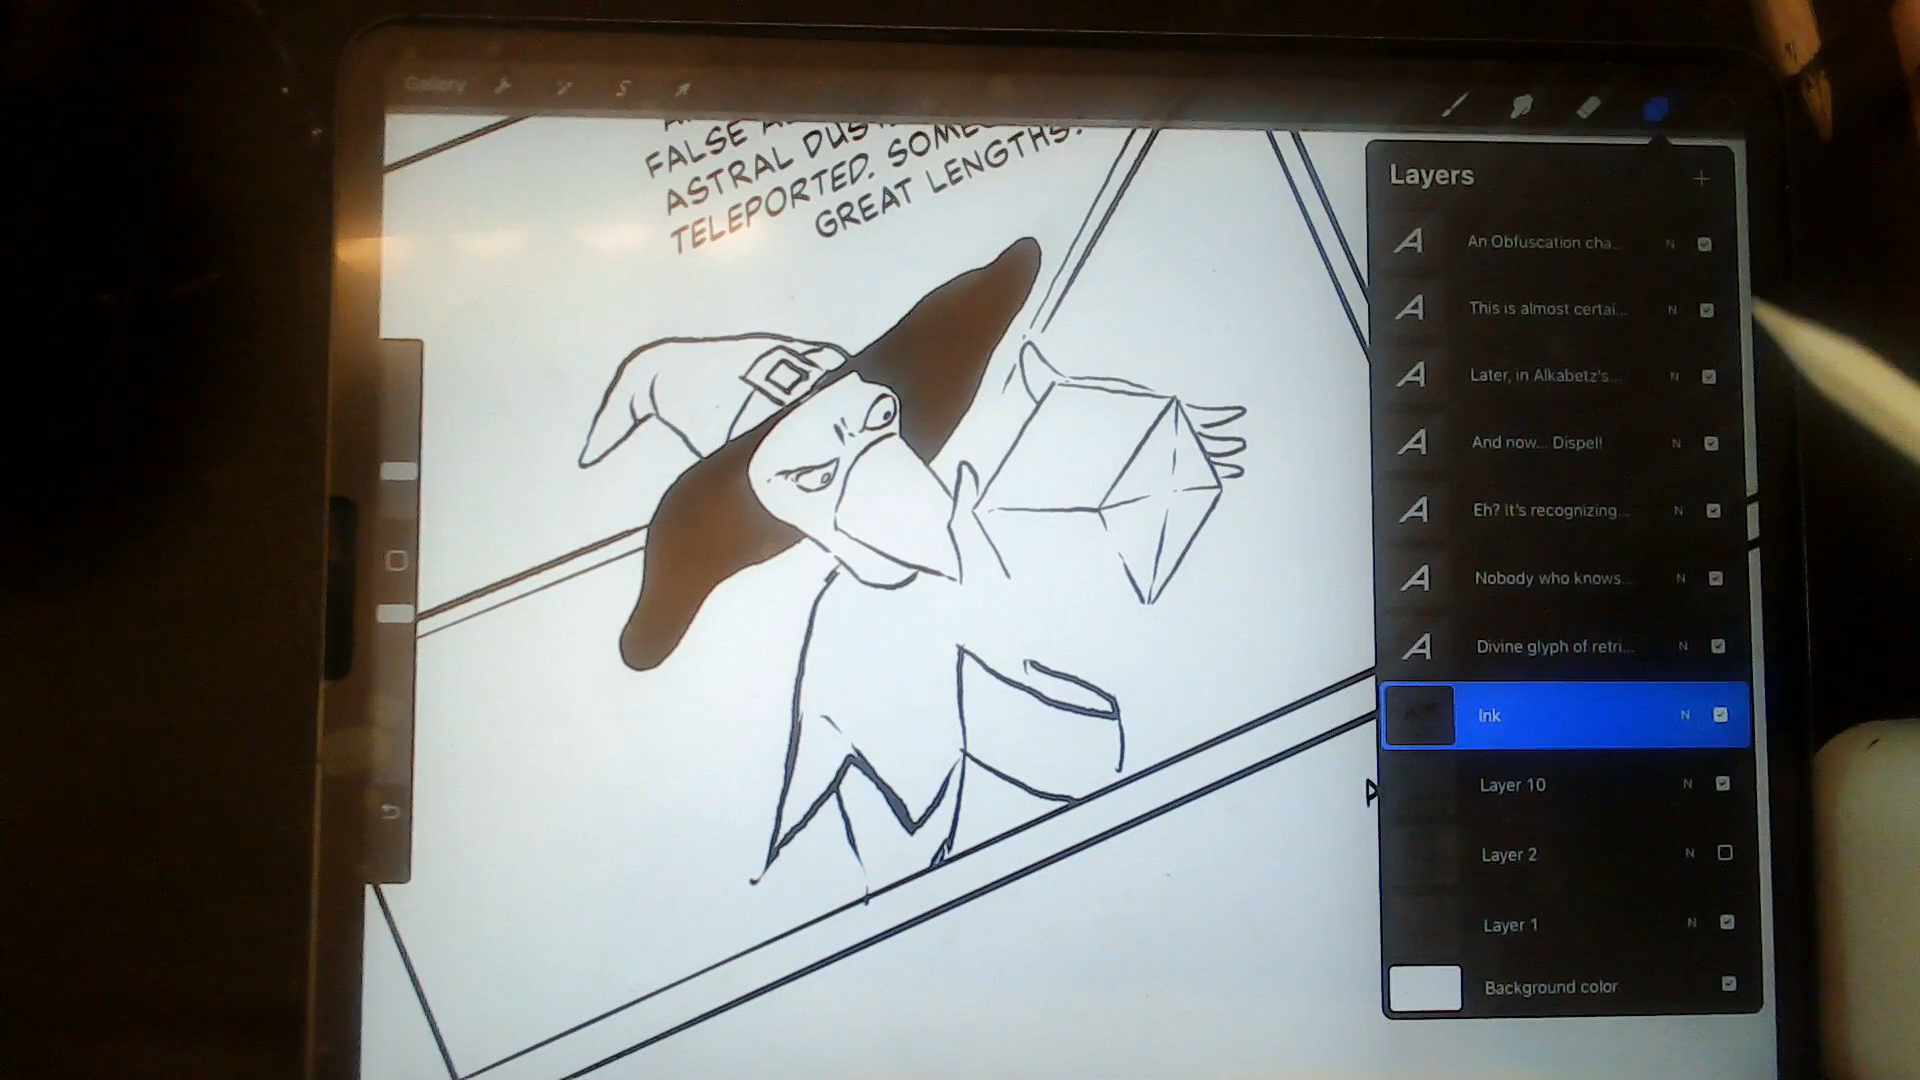 Gallery
FALSE
ASTRAL DUST
TELEPORTED.
GREAT LENGTHS.
Layers
An Obfuscation cha...
N
This is almost certai...
N
Later, in Alkabetz's...
N
And now... Dispel!
N
Eh? It's recognizing...
N
Nobody who knows...
N
Divine glyph of retri...
N
Ink
N
Layer 10
N
Layer 2
N
Layer 1
N
Background color